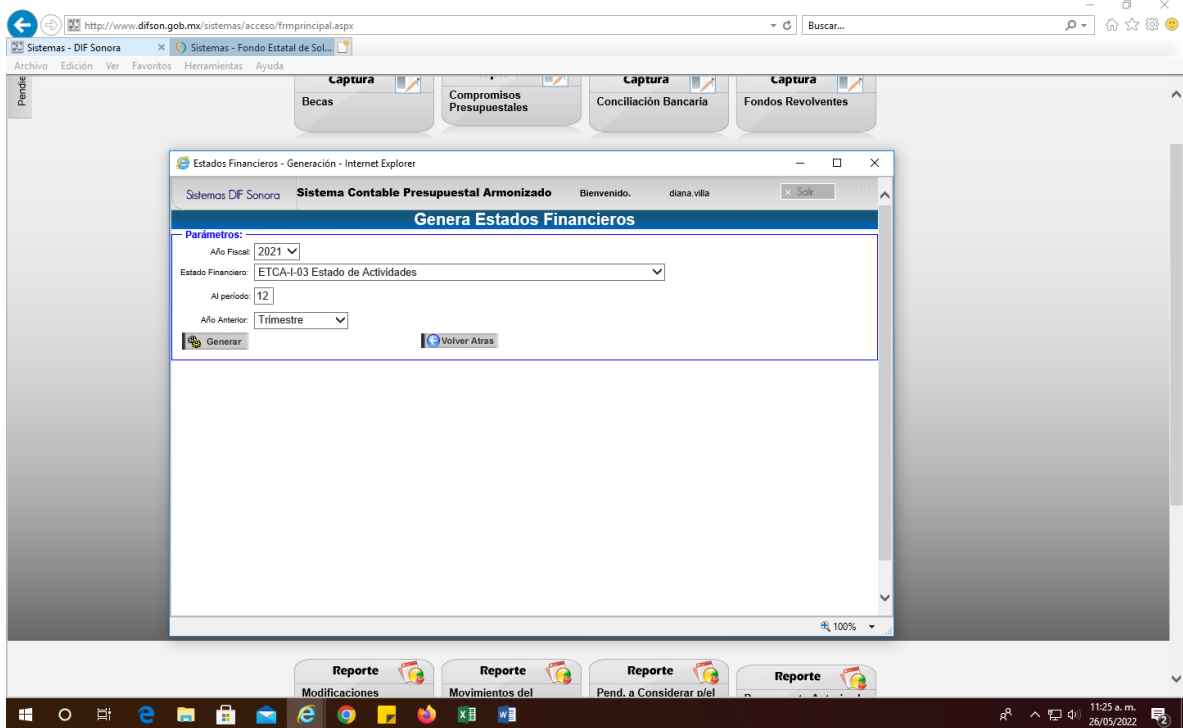 http://www.difson.gob.mx/sistemas/acceso/frmprincipal.aspx
Buscar...
Sistemas - DIF Sonora
Sistemas - Fondo Estatal de Sol...
Archivo Edición Ver Favoritos Herramientas Ayuda
Pendie
Captura
Becas
Compromisos
Presupuestales
Captura
Conciliación Bancaria
Captura
Fondos Revolventes
Estados Financieros - Generación - Internet Explorer
Sistemas DIF Sonora
Sistema Contable Presupuestal Armonizado
Bienvenido.
diana.villa
Salir
Genera Estados Financieros
Parámetros:
Año Fiscal: 2021
Estado Financiero: ETCA-I-03 Estado de Actividades
Al período: 12
Año Anterior: Trimestre
Generar
Volver Atras
100%
Reporte
Modificaciones
Reporte
Movimientos del
Reporte
Pend. a Considerar p/el
Reporte
11:25 a. m.
26/05/2022
2